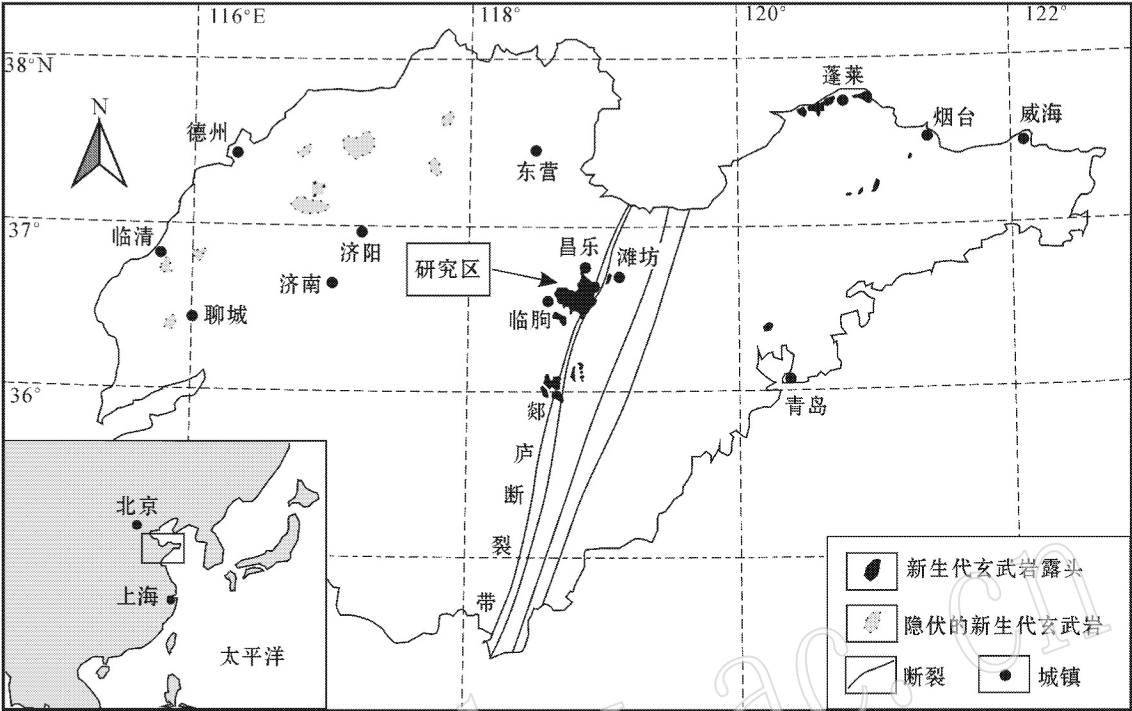 116°E
118°
120°
122°
38°N
蓬莱
N
烟台
威海
德州
东营
37°
临清
济阳
昌乐
潍坊
研究区
济南
聊城
临朐
36°
郯
庐
断
裂
带
青岛
北京
上海
太平洋
新生代玄武岩露头
隐伏的新生代玄武岩
断裂
城镇
ac.cn